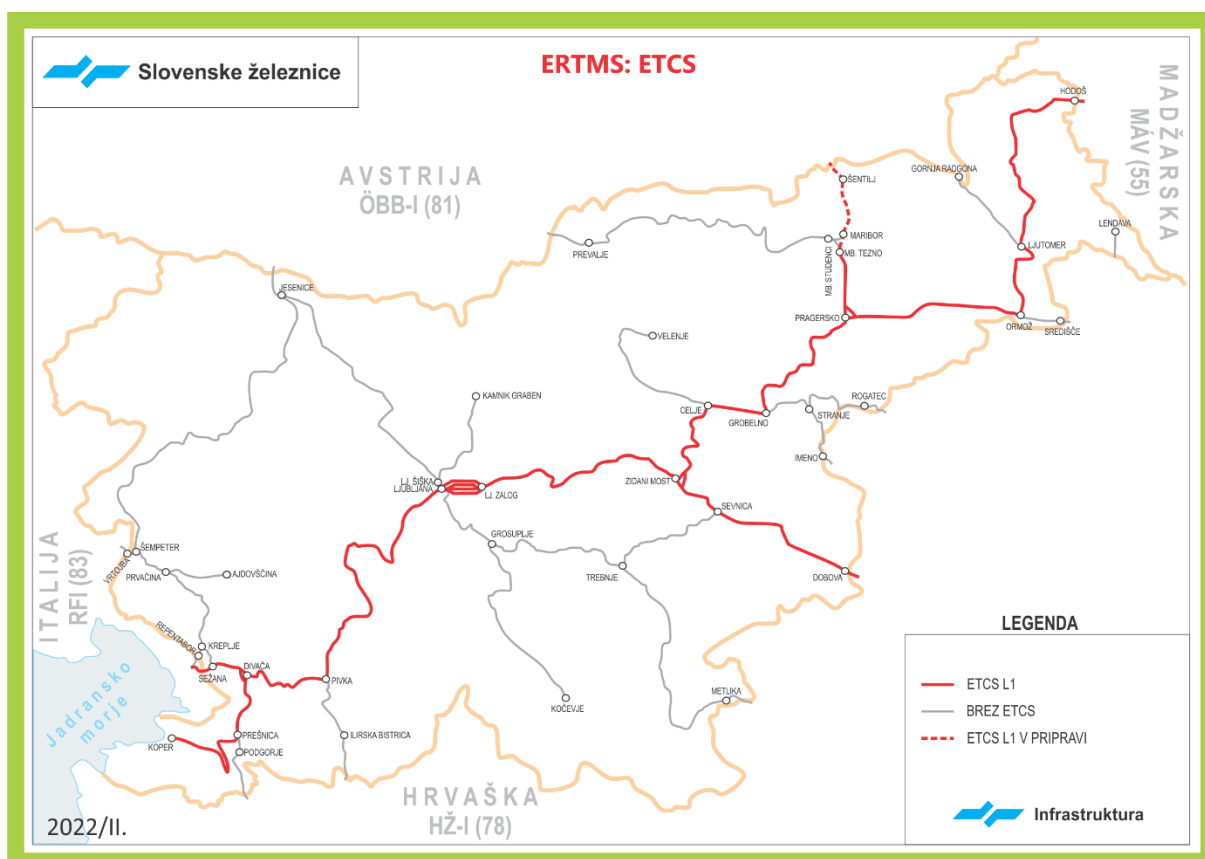 Slovenske železnice
ERTMS: ETCS
MADŽARSKA
MÁV (55)
AVSTRIJA
ÖBB-I (81)
HODOŠ
ŠENTILJ
GORNJA RADGONA
LENDAVA
MARIBOR
PREVALJE
MB. TEZNO
MB. STUDENCI
LJUTOMER
JESENICE
PRAGERSKO
ORMOŽ
SREDIŠČE
VELENJE
KAMNIK GRABEN
ROGATEC
CELJE
GROBELNO
STRANJE
IMENO
LJ. ŠIŠKA
LJUBLJANA
LJ. ZALOG
ZIDANI MOST
SEVNICA
GROSUPLJE
ŠEMPETER
VRTOJBA
PRVAČINA
AJDOVŠČINA
TREBNJE
DOBOVA
ITALIJA
RFI (83)
REPENTABOR
KREPLJE
SEŽANA
DIVAČA
PIVKA
KOČEVJE
METLIKA
Jadransko
morje
KOPER
PREŠNICA
PODGORJE
ILIRSKA BISTRICA
HRVAŠKA
HŽ-I (78)
LEGENDA
ETCS L1
BREZ ETCS
ETCS L1 V PRIPRAVI
Infrastruktura
2022/II.